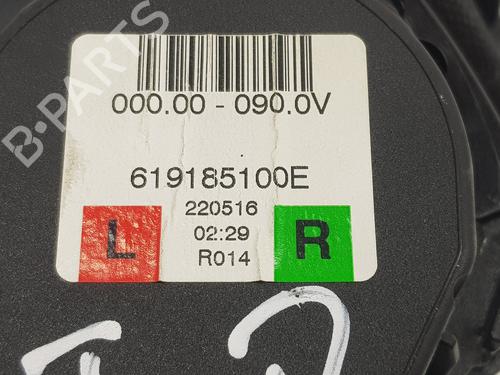 B-PARTS
000.00 - 090.0V
619185100E
220516
L
02:29
R
R014